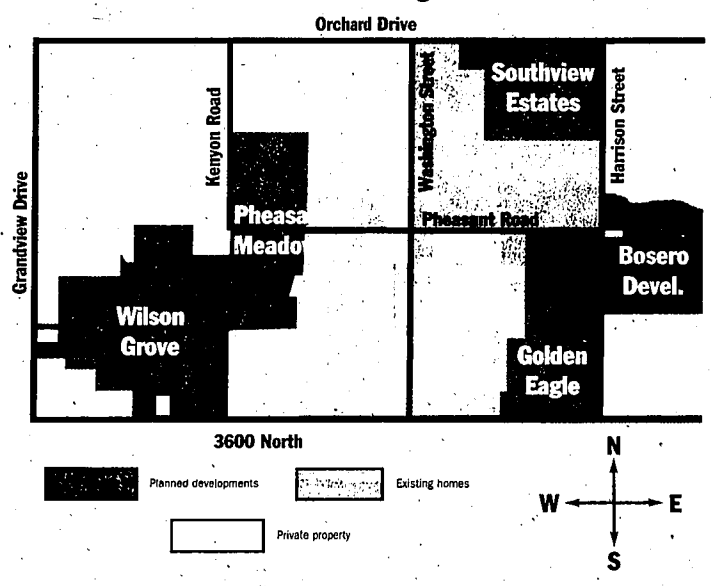 Orchard Drive
Southview
Estates
Washington Street
Harrison Street
Kenyon Road
Grandview Drive
Pheasa
Meado
Pheasant Road
Bosero
Devel.
Wilson
Grove
Golden
Eagle
3600 North
Planned developments
Existing homes
Private property
N
W
E
S